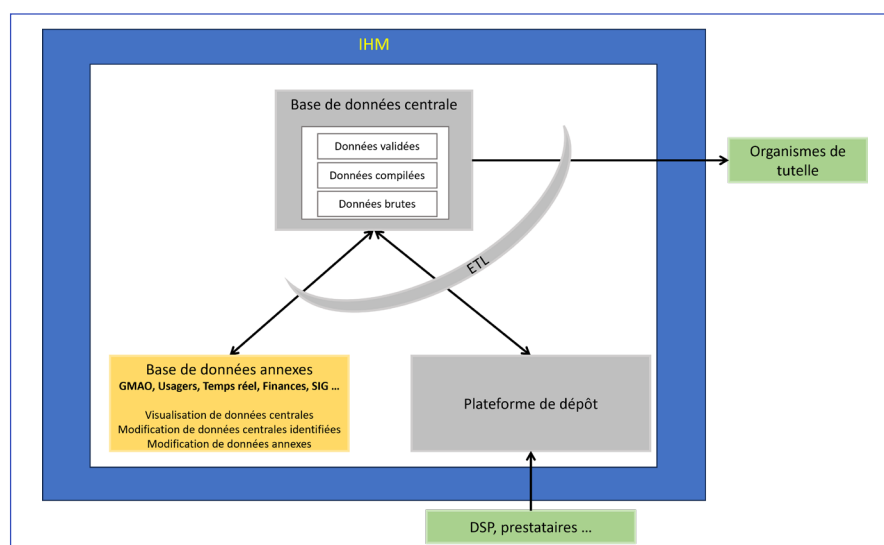 IHM
Base de données centrale
Données validées
Données compilées
Données brutes
Organismes de
tutelle
ETL
Base de données annexes
GMAO, Usagers, Temps réel, Finances, SIG ...
Visualisation de données centrales
Modification de données centrales identifiées
Modification de données annexes
Plateforme de dépôt
DSP, prestataires ...